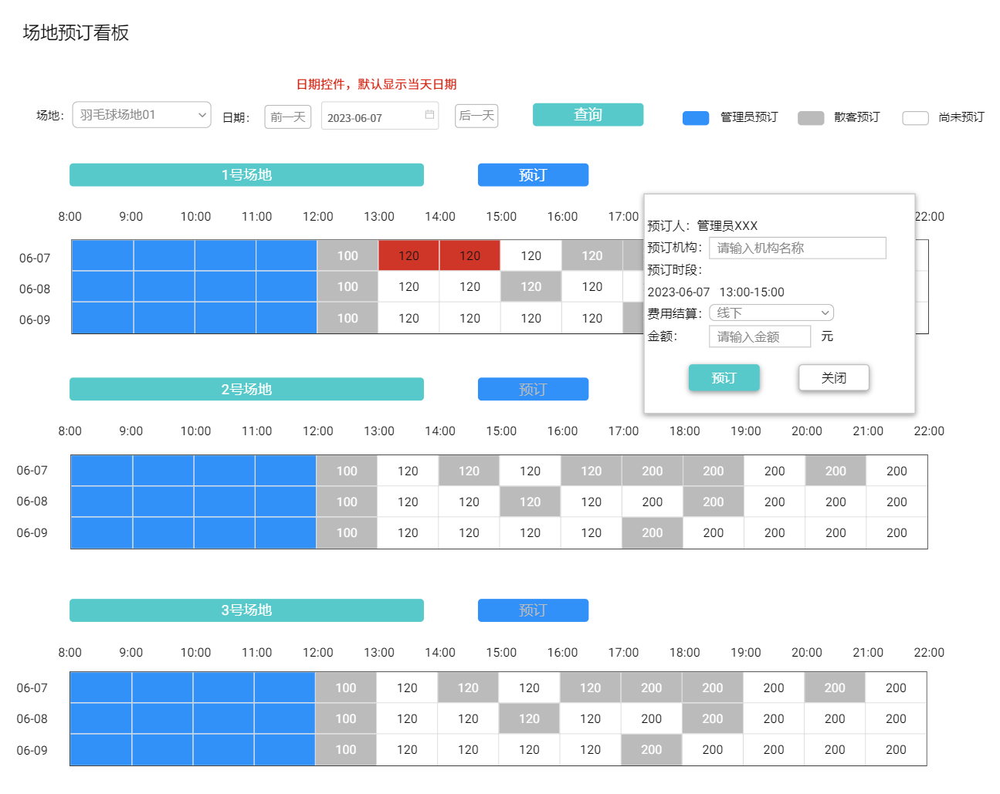 场地预订看板
日期控件，默认显示当天日期
场地： 羽毛球场地01 日期： 前一天 2023-06-07 后一天 查询 管理员预订 散客预订 尚未预订
1号场地 预订
8:00 9:00 10:00 11:00 12:00 13:00 14:00 15:00 16:00 17:00 22:00
06-07 100 120 120 120 120
06-08 100 120 120 120 120
06-09 100 120 120 120 120
预订人：管理员XXX
预订机构： 请输入机构名称
预订时段：
2023-06-07 13:00-15:00
费用结算： 线下
金额： 请输入金额 元
预订 关闭
2号场地 预订
8:00 9:00 10:00 11:00 12:00 13:00 14:00 15:00 16:00 17:00 18:00 19:00 20:00 21:00 22:00
06-07 100 120 120 120 120 200 200 200 200 200
06-08 100 120 120 120 120 200 200 200 200 200
06-09 100 120 120 120 120 200 200 200 200 200
3号场地 预订
8:00 9:00 10:00 11:00 12:00 13:00 14:00 15:00 16:00 17:00 18:00 19:00 20:00 21:00 22:00
06-07 100 120 120 120 120 200 200 200 200 200
06-08 100 120 120 120 120 200 200 200 200 200
06-09 100 120 120 120 120 200 200 200 200 200